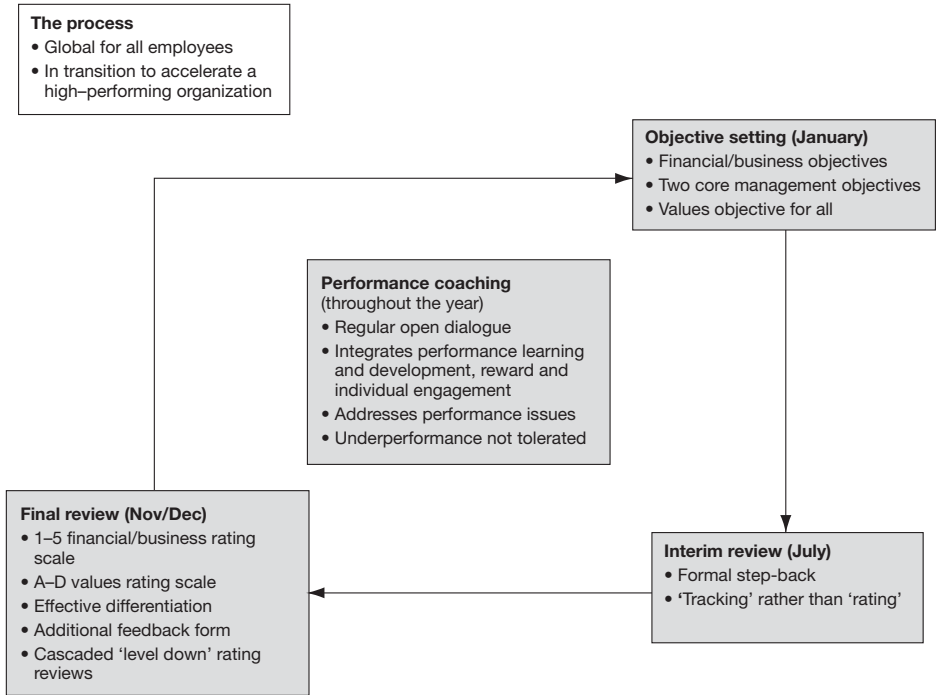 The process
• Global for all employees
• In transition to accelerate a
high–performing organization
Objective setting (January)
• Financial/business objectives
• Two core management objectives
• Values objective for all
Performance coaching
(throughout the year)
• Regular open dialogue
• Integrates performance learning
and development, reward and
individual engagement
• Addresses performance issues
• Underperformance not tolerated
Final review (Nov/Dec)
• 1–5 financial/business rating
scale
• A–D values rating scale
• Effective differentiation
• Additional feedback form
• Cascaded ‘level down’ rating
reviews
Interim review (July)
• Formal step-back
• ‘Tracking’ rather than ‘rating’